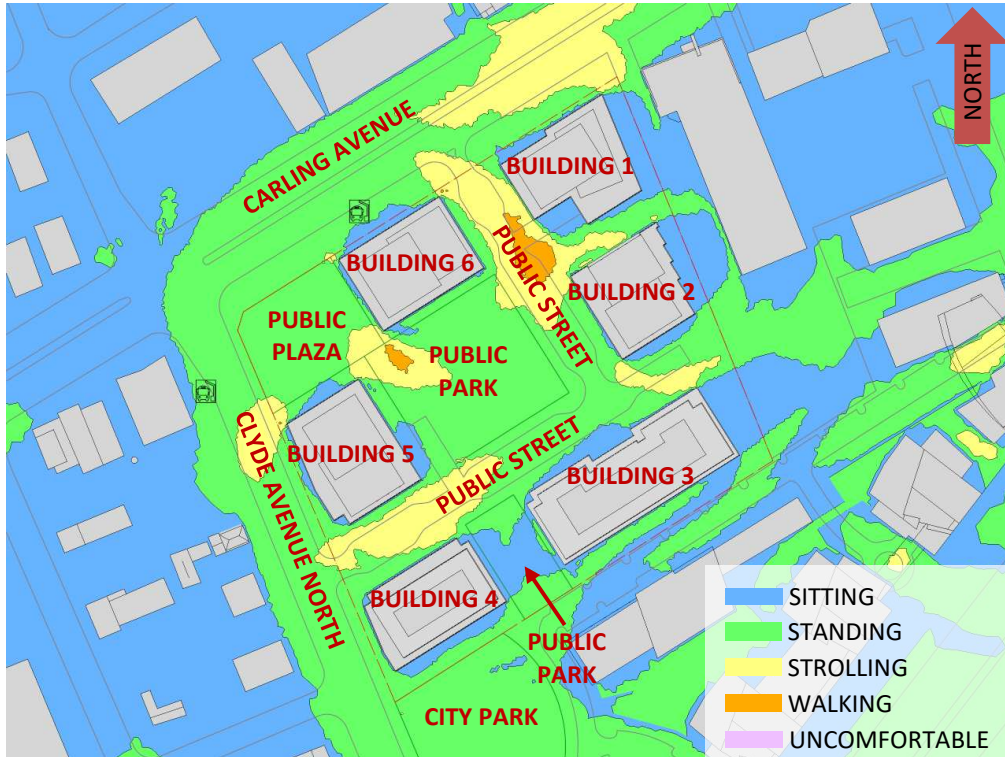 NORTH
CARLING AVENUE
BUILDING 1
BUILDING 6
PUBLIC STREET
BUILDING 2
PUBLIC
PLAZA
PUBLIC
PARK
CLYDE AVENUE NORTH
BUILDING 5
PUBLIC STREET
BUILDING 3
BUILDING 4
PUBLIC
PARK
CITY PARK
SITTING
STANDING
STROLLING
WALKING
UNCOMFORTABLE